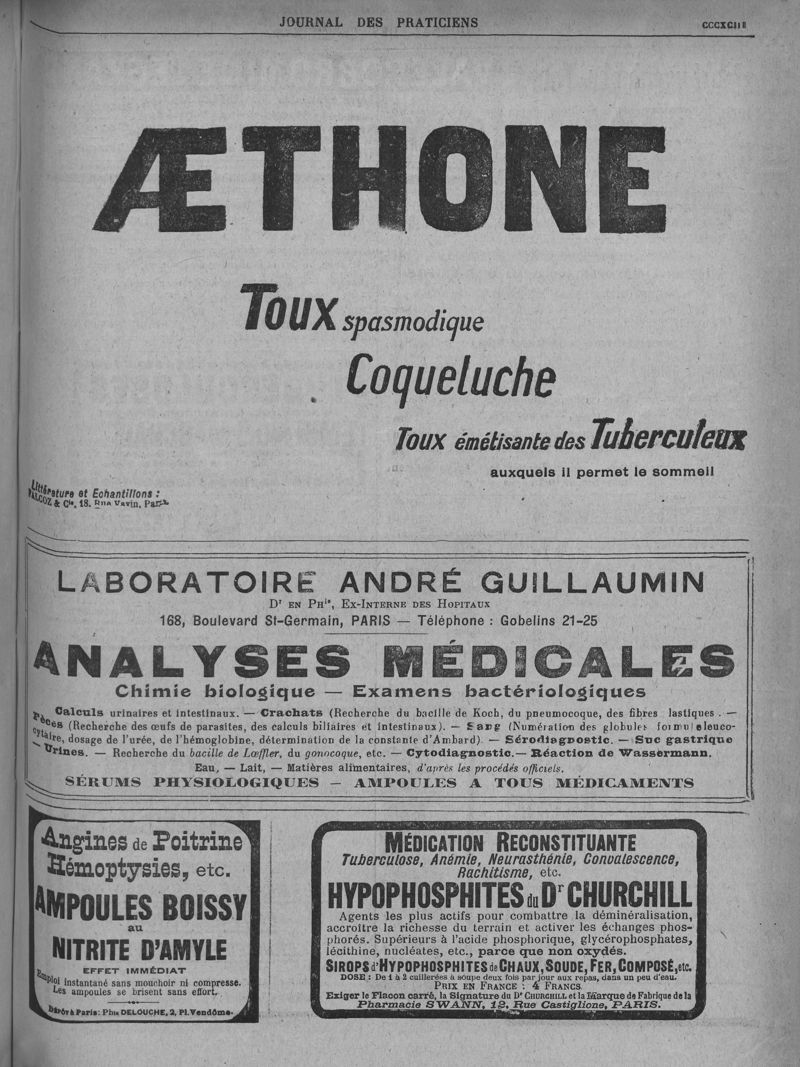 JOURNAL DES PRATICIENS
CCCXCIII
ÆTHONE
Toux spasmodique
Coqueluche
Toux émétisante des Tuberculeux
auxquels il permet le sommeil
Littérature et Echantillons :
FALCOZ & Cie, 18, Rue Vavin, Paris.
LABORATOIRE ANDRÉ GUILLAUMIN
Dr EN PHie, EX-INTERNE DES HOPITAUX
168, Boulevard St-Germain, PARIS — Téléphone : Gobelins 21-25
ANALYSES MÉDICALES
Chimie biologique — Examens bactériologiques
Calculs urinaires et intestinaux. — Crachats (Recherche du bacille de Koch, du pneumocoque, des fibres lastiques. —
Fèces (Recherche des œufs de parasites, des calculs biliaires et intestinaux). — Sang (Numération des globules formul eleuco-
cytaire, dosage de l'urée, de l'hémoglobine, détermination de la constante d'Ambard). — Sérodiagnostic. — Suc gastrique
— Urines. — Recherche du bacille de Lœffler, du gonocoque, etc. — Cytodiagnostic. — Réaction de Wassermann.
Eau, — Lait, — Matières alimentaires, d'après les procédés officiels.
SÉRUMS PHYSIOLOGIQUES — AMPOULES A TOUS MÉDICAMENTS
Angines de Poitrine
Hémoptysies, etc.
AMPOULES BOISSY
au
NITRITE D'AMYLE
EFFET IMMÉDIAT
Emploi instantané sans mouchoir ni compresse.
Les ampoules se brisent sans effort.
Dépôt à Paris : Phie DELOUCHE, 2, Pl. Vendôme.
MÉDICATION RECONSTITUANTE
Tuberculose, Anémie, Neurasthénie, Convalescence,
Rachitisme, etc.
HYPOPHOSPHITES du Dr CHURCHILL
Agents les plus actifs pour combattre la déminéralisation,
accroître la richesse du terrain et activer les échanges phos-
phorés. Supérieurs à l'acide phosphorique, glycérophosphates,
lécithine, nucléates, etc., parce que non oxydés.
SIROPS d'HYPOPHOSPHITES de CHAUX, SOUDE, FER, COMPOSÉ, etc.
DOSE : De 1 à 2 cuillerées à soupe deux fois par jour aux repas, dans un peu d'eau.
PRIX EN FRANCE : 4 FRANCS
Exiger le Flacon carré, la Signature du Dr CHURCHILL et la Marque de Fabrique de la
Pharmacie SWANN, 12, Rue Castiglione, PARIS.